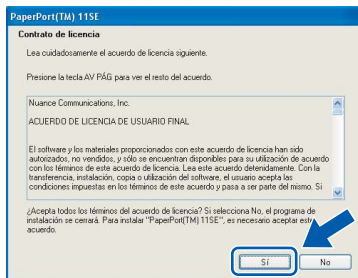 PaperPort(TM) 11SE
Contrato de licencia
Lea cuidadosamente el acuerdo de licencia siguiente.
Presione la tecla AV PÁG para ver el resto del acuerdo.
Nuance Communications, Inc.
ACUERDO DE LICENCIA DE USUARIO FINAL
El software y los materiales proporcionados con este acuerdo de licencia han sido
autorizados, no vendidos, y sólo se encuentran disponibles para su utilización de acuerdo
con los términos de este acuerdo de licencia. Lea este acuerdo detenidamente. Con la
transferencia, instalación, copia o utilización del software, el usuario acepta las
condiciones impuestas en los términos de este acuerdo y pasa a ser parte del mismo. Si
¿Acepta todos los términos del acuerdo de licencia? Si selecciona No, el programa de
instalación se cerrará. Para instalar "PaperPort(TM) 11SE", es necesario aceptar este
acuerdo.
Sí
No